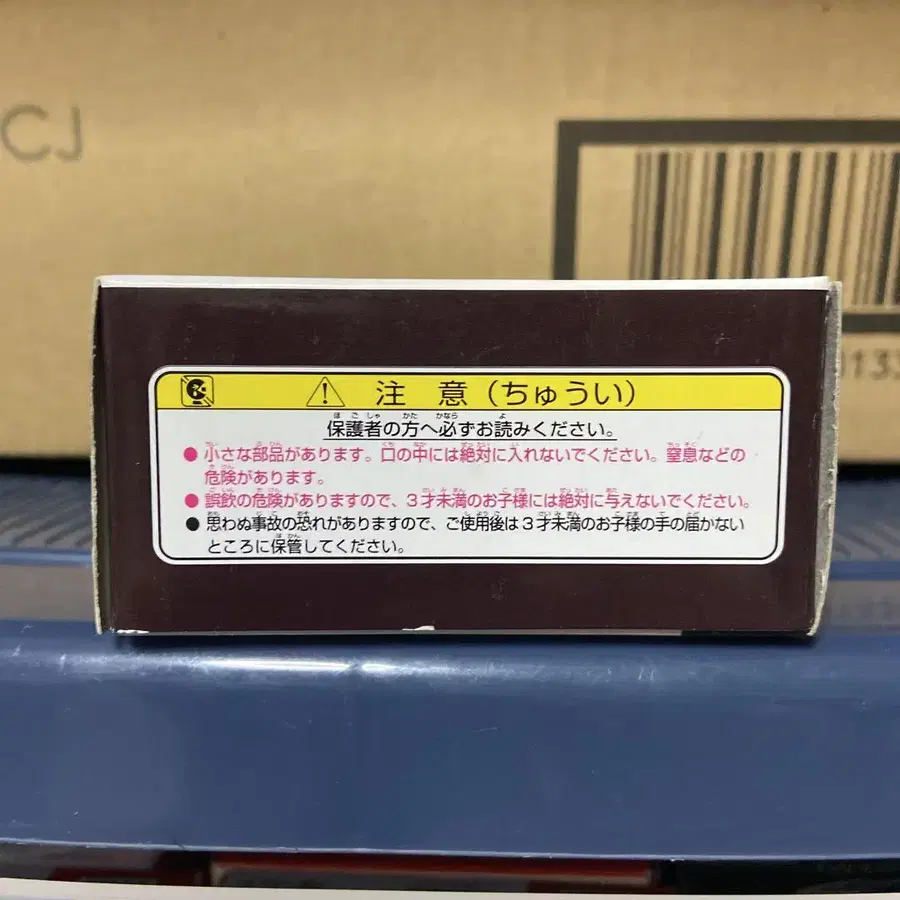 CJ
0133
注 意（ちゅうい）
保護者の方へ必ずお読みください。
● 小さな部品があります。口の中には絶対に入れないでください。窒息などの
危険があります。
● 誤飲の危険がありますので、3才未満のお子様には絶対に与えないでください。
● 思わぬ事故の恐れがありますので、ご使用後は3才未満のお子様の手の届かない
ところに保管してください。